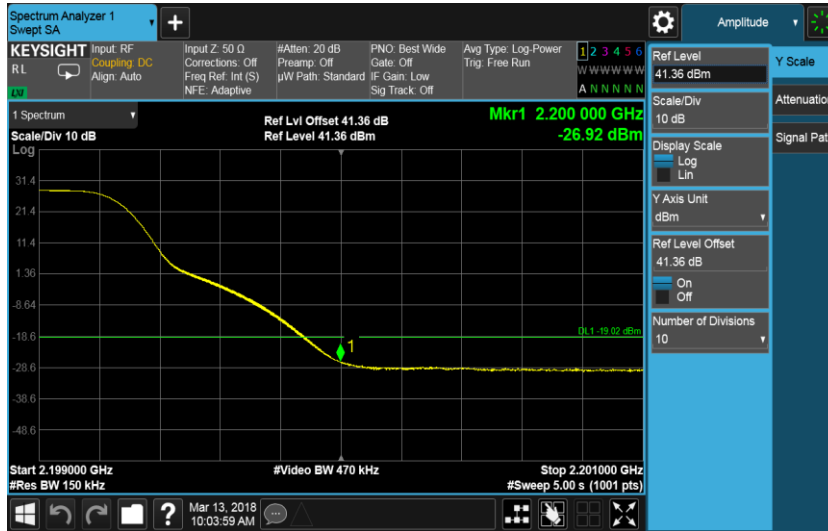 Spectrum Analyzer 1
Swept SA
+
Amplitude
KEYSIGHT
RL
LXI
Input: RF
Coupling: DC
Align: Auto
Input Z: 50 Ω
Corrections: Off
Freq Ref: Int (S)
NFE: Adaptive
#Atten: 20 dB
Preamp: Off
µW Path: Standard
PNO: Best Wide
Gate: Off
IF Gain: Low
Sig Track: Off
Avg Type: Log-Power
Trig: Free Run
1 2 3 4 5 6
W W W W W W
A N N N N N
1 Spectrum
Scale/Div 10 dB
Log
Ref Lvl Offset 41.36 dB
Ref Level 41.36 dBm
Mkr1 2.200 000 GHz
-26.92 dBm
31.4
21.4
11.4
1.36
-8.64
-18.6
-28.6
-38.6
-48.6
DL1 -19.02 dBm
1
Start 2.199000 GHz
#Res BW 150 kHz
#Video BW 470 kHz
Stop 2.201000 GHz
#Sweep 5.00 s (1001 pts)
Ref Level
41.36 dBm
Scale/Div
10 dB
Display Scale
Log
Lin
Y Axis Unit
dBm
Ref Level Offset
41.36 dB
On
Off
Number of Divisions
10
Y Scale
Attenuation
Signal Pat
?
Mar 13, 2018
10:03:59 AM